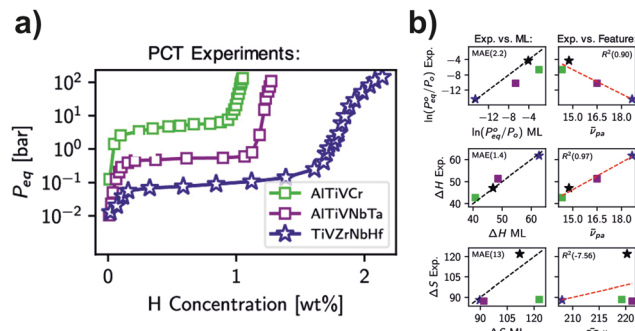 a)
PCT Experiments:
P_eq [bar]
10²
10¹
10⁰
10⁻¹
10⁻²
AlTiVCr
AlTiVNbTa
TiVZrNbHf
0
1
2
H Concentration [wt%]
b)
Exp. vs. ML:
Exp. vs. Feature:
ln(P°_eq/P_o) Exp.
−4
−8
−12
MAE(2.2)
R²(0.90)
−12
−8
−4
15.0
16.5
18.0
ln(P°_eq/P_o) ML
ν̄_pa
ΔH Exp.
60
50
40
MAE(1.4)
R²(0.97)
40
50
60
15.0
16.5
18.0
ΔH ML
ν̄_pa
ΔS Exp.
120
110
100
90
MAE(13)
R²(-7.56)
90
100
110
120
210
215
220